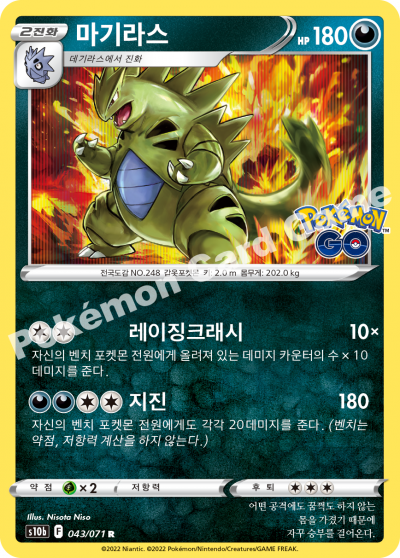 2진화 마기라스 HP 180
데기라스에서 진화
Pokémon GO
전국도감 NO.248 갑옷포켓몬 키: 2.0 m 몸무게: 202.0 kg
Pokémon Card Game
레이징크래시 10×
자신의 벤치 포켓몬 전원에게 올려져 있는 데미지 카운터의 수 × 10
데미지를 준다.
지진 180
자신의 벤치 포켓몬 전원에게도 각각 20데미지를 준다. (벤치는
약점, 저항력 계산을 하지 않는다.)
약점 ×2 저항력 후퇴
Illus. Nisota Niso
s10b F 043/071 R
어떤 공격에도 꿈쩍도 하지 않는
몸을 가졌기 때문에
자꾸 승부를 걸어온다.
©2022 Niantic. ©2022 Pokémon/Nintendo/Creatures/GAME FREAK.